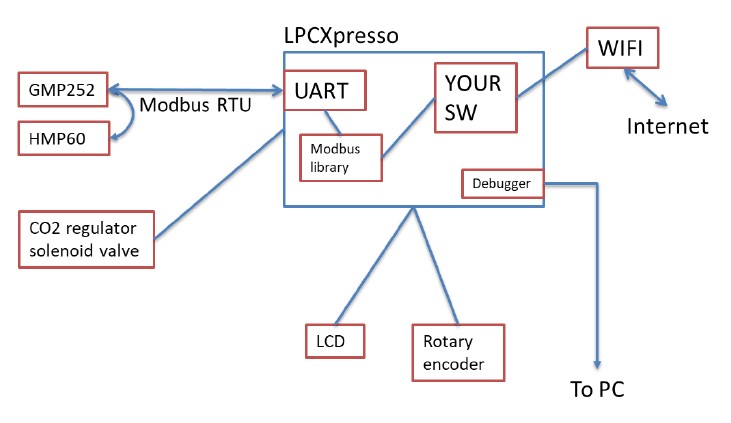 LPCXpresso
WIFI
GMP252
UART
YOUR
SW
Modbus RTU
Internet
HMP60
Modbus
library
Debugger
CO2 regulator
solenoid valve
LCD
Rotary
encoder
To PC